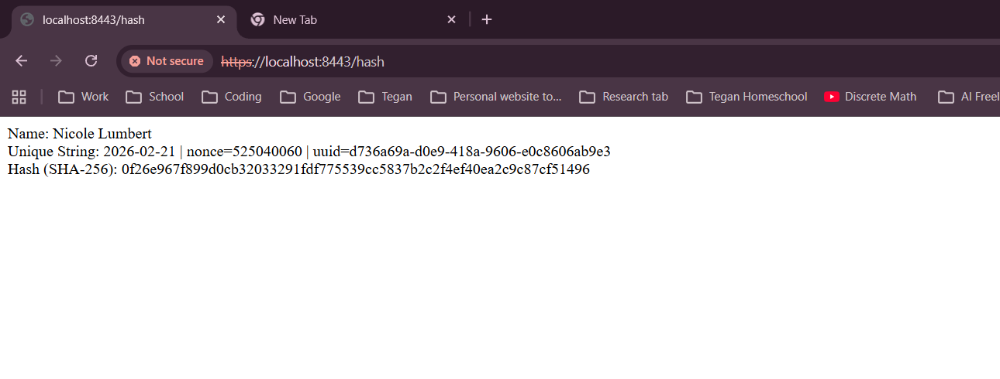 localhost:8443/hash
New Tab
Not secure https://localhost:8443/hash
Work School Coding Google Tegan Personal website to... Research tab Tegan Homeschool Discrete Math AI Freel
Name: Nicole Lumbert
Unique String: 2026-02-21 | nonce=525040060 | uuid=d736a69a-d0e9-418a-9606-e0c8606ab9e3
Hash (SHA-256): 0f26e967f899d0cb32033291fdf775539cc5837b2c2f4ef40ea2c9c87cf51496